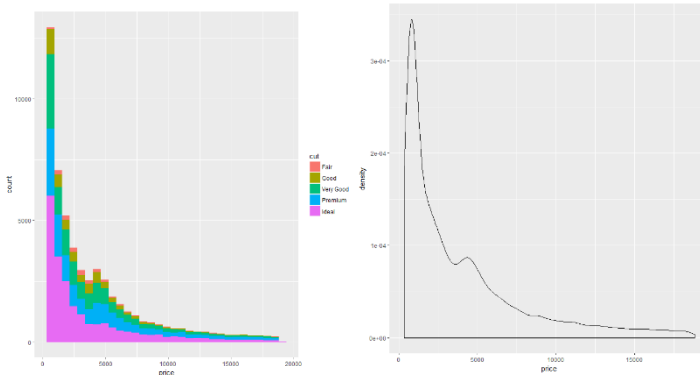 10000
5000
0
count
0
5000
10000
15000
20000
price
cut
Fair
Good
Very Good
Premium
Ideal
3e-04
2e-04
1e-04
0e+00
density
0
5000
10000
15000
price